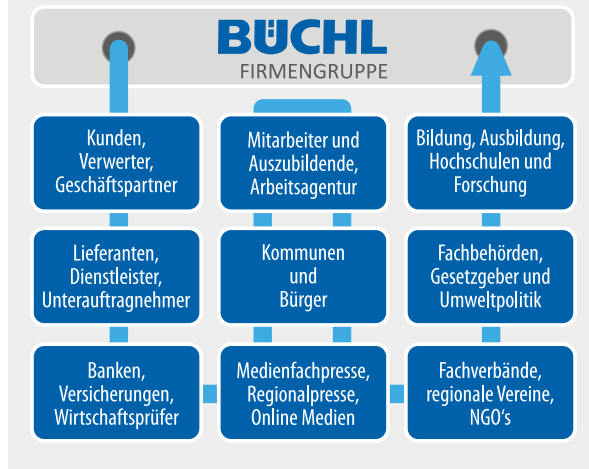 BÜCHL
FIRMENGRUPPE
Kunden,
Verwerter,
Geschäftspartner
Mitarbeiter und
Auszubildende,
Arbeitsagentur
Bildung, Ausbildung,
Hochschulen und
Forschung
Lieferanten,
Dienstleister,
Unterauftragnehmer
Kommunen
und
Bürger
Fachbehörden,
Gesetzgeber und
Umweltpolitik
Banken,
Versicherungen,
Wirtschaftsprüfer
Medienfachpresse,
Regionalpresse,
Online Medien
Fachverbände,
regionale Vereine,
NGO's